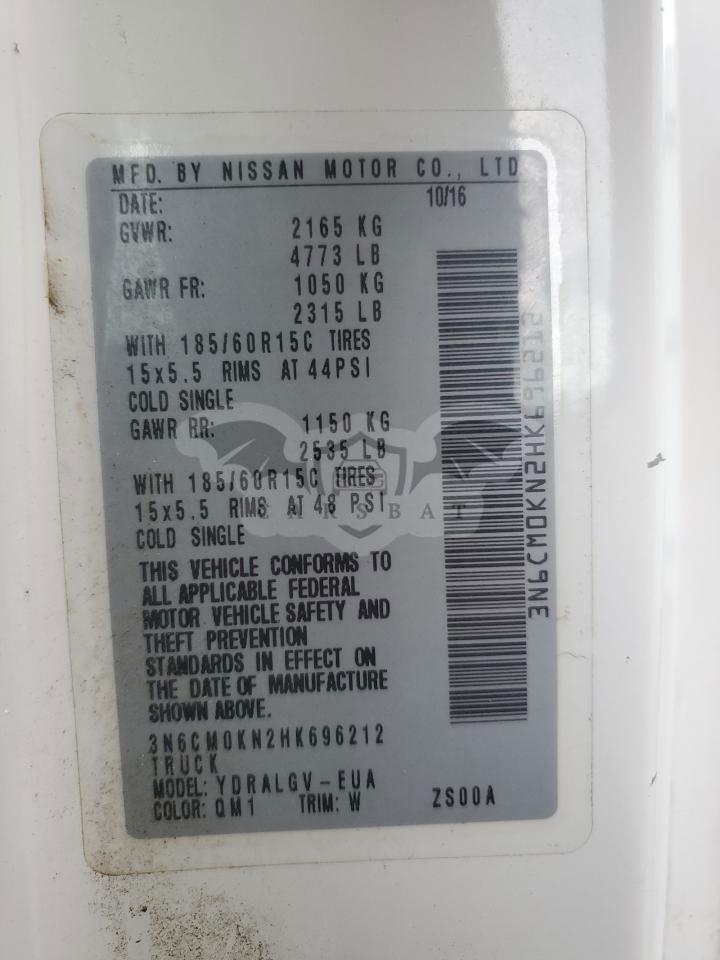 MFD. BY NISSAN MOTOR CO., LTD
DATE: 10/16
GVWR: 2165 KG
4773 LB
GAWR FR: 1050 KG
2315 LB
WITH 185/60R15C TIRES
15x5.5 RIMS AT 44PSI
COLD SINGLE
GAWR RR: 1150 KG
2535 LB
WITH 185/60R15C TIRES
15x5.5 RIMS AT 48 PSI
COLD SINGLE
THIS VEHICLE CONFORMS TO
ALL APPLICABLE FEDERAL
MOTOR VEHICLE SAFETY AND
THEFT PREVENTION
STANDARDS IN EFFECT ON
THE DATE OF MANUFACTURE
SHOWN ABOVE.
3N6CM0KN2HK696212
TRUCK
MODEL: YDRALGV-EUA
COLOR: QM1 TRIM: W ZS00A
3N6CM0KN2HK696212
CARSBAT